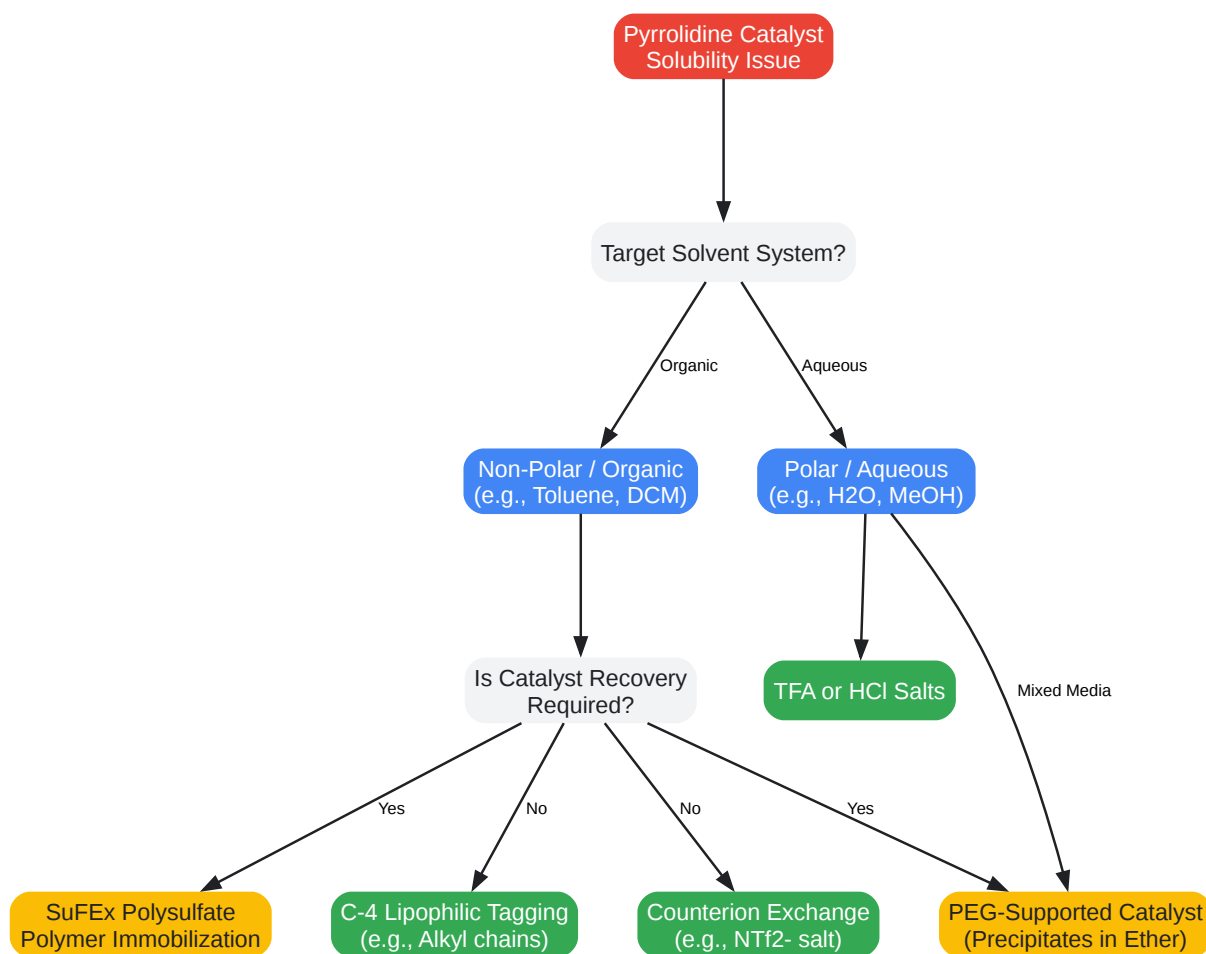 Pyrrolidine Catalyst
Solubility Issue
Target Solvent System?
Organic
Aqueous
Non-Polar / Organic
(e.g., Toluene, DCM)
Polar / Aqueous
(e.g., H2O, MeOH)
Is Catalyst Recovery
Required?
TFA or HCl Salts
Mixed Media
Yes
No
No
Yes
SuFEx Polysulfate
Polymer Immobilization
C-4 Lipophilic Tagging
(e.g., Alkyl chains)
Counterion Exchange
(e.g., NTf2- salt)
PEG-Supported Catalyst
(Precipitates in Ether)